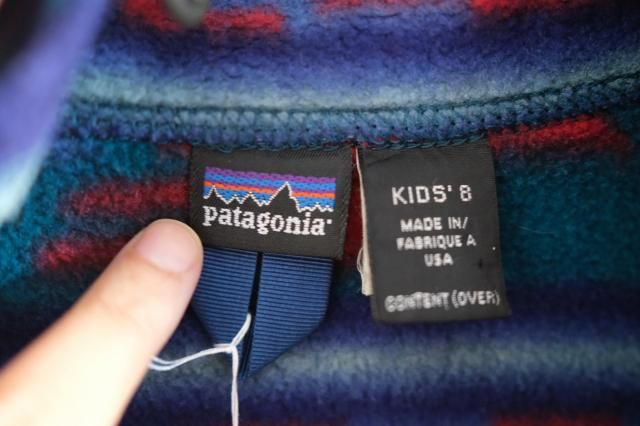 patagonia
KIDS' 8
MADE IN/
FABRIQUE A
USA
CONTENT (OVER)